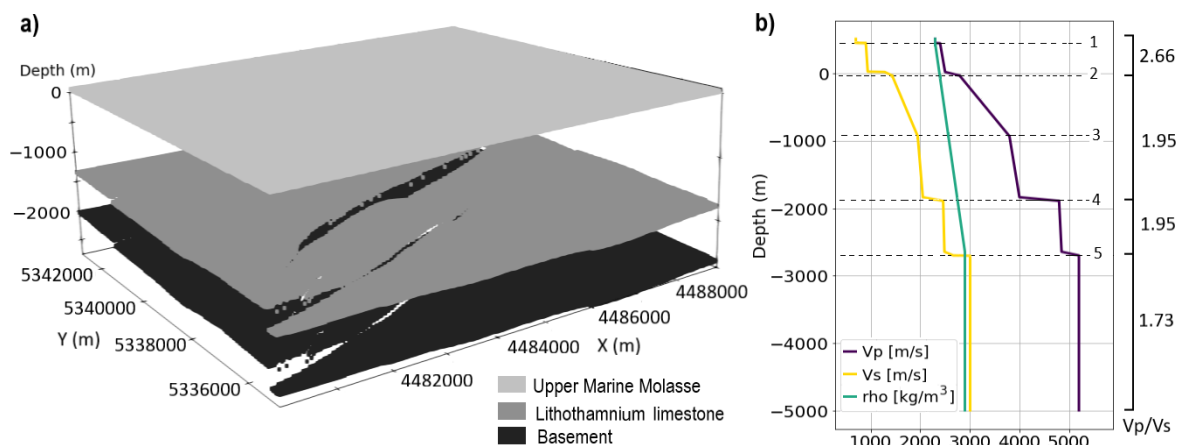 a)
Depth (m)
0
−1000
−2000
5342000
5340000
5338000
5336000
Y (m)
4482000
4484000
4486000
4488000
X (m)
Upper Marine Molasse
Lithothamnium limestone
Basement
b)
Depth (m)
0
−1000
−2000
−3000
−4000
−5000
1
2
3
4
5
2.66
1.95
1.95
1.73
Vp [m/s]
Vs [m/s]
rho [kg/m³]
1000 2000 3000 4000 5000
Vp/Vs